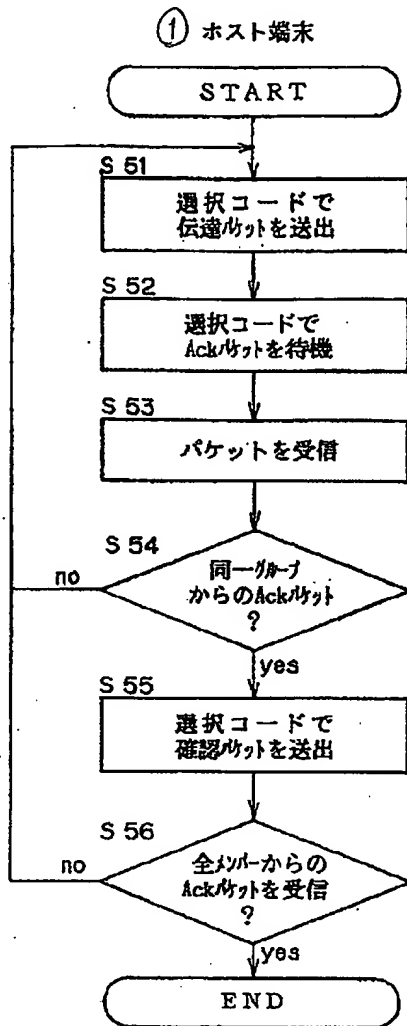 ① ホスト端末
START
S 51
選択コードで
伝達パケットを送出
S 52
選択コードで
Ackパケットを待機
S 53
パケットを受信
S 54
no
同一グループ
からのAckパケット
?
yes
S 55
選択コードで
確認パケットを送出
S 56
no
全メンバーからの
Ackパケットを受信
?
yes
END